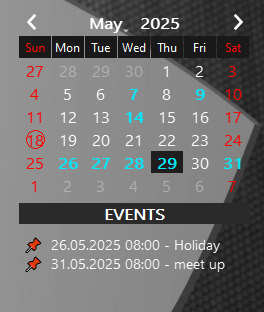 May 2025
Sun Mon Tue Wed Thu Fri Sat
27 28 29 30 1 2 3
4 5 6 7 8 9 10
11 12 13 14 15 16 17
18 19 20 21 22 23 24
25 26 27 28 29 30 31
1 2 3 4 5 6 7
EVENTS
26.05.2025 08:00 - Holiday
31.05.2025 08:00 - meet up